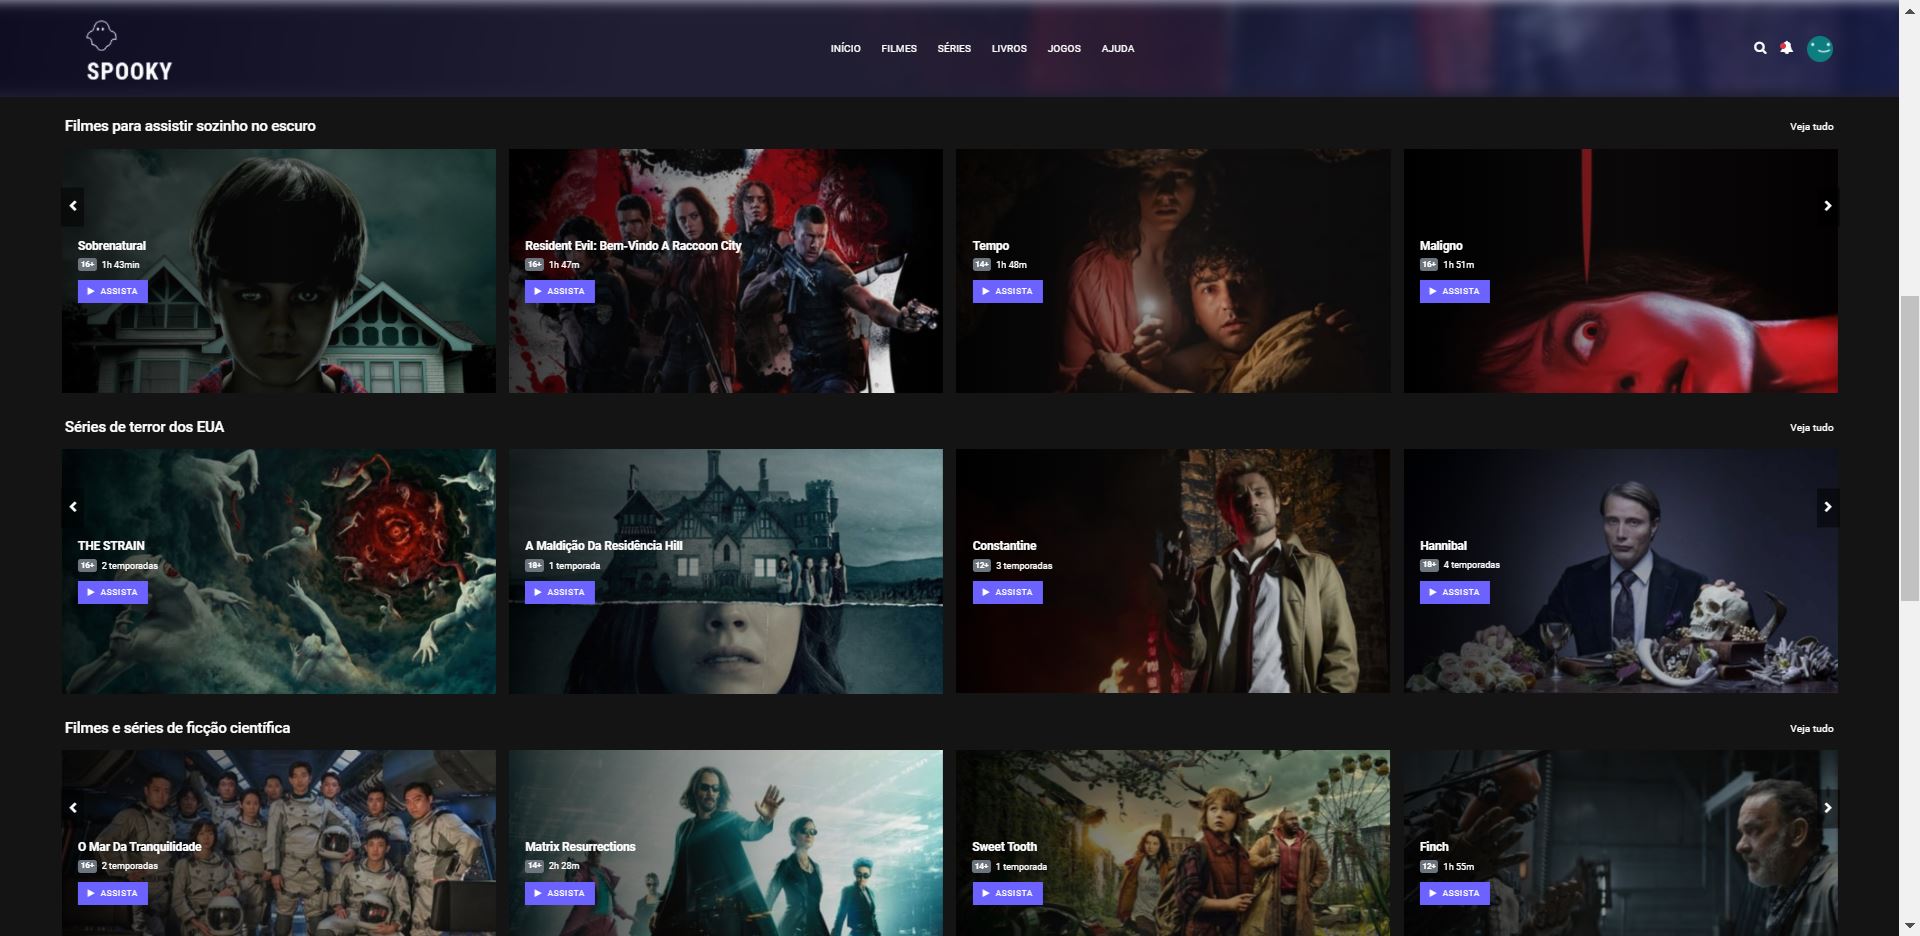 SPOOKY
INÍCIO FILMES SÉRIES LIVROS JOGOS AJUDA
Filmes para assistir sozinho no escuro
Veja tudo
Sobrenatural
16+ 1h 43min
ASSISTA
Resident Evil: Bem-Vindo A Raccoon City
16+ 1h 47m
ASSISTA
Tempo
14+ 1h 48m
ASSISTA
Maligno
16+ 1h 51m
ASSISTA
Séries de terror dos EUA
Veja tudo
THE STRAIN
16+ 2 temporadas
ASSISTA
A Maldição Da Residência Hill
18+ 1 temporada
ASSISTA
Constantine
12+ 3 temporadas
ASSISTA
Hannibal
18+ 4 temporadas
ASSISTA
Filmes e séries de ficção científica
Veja tudo
O Mar Da Tranquilidade
16+ 2 temporadas
ASSISTA
Matrix Resurrections
14+ 2h 28m
ASSISTA
Sweet Tooth
14+ 1 temporada
ASSISTA
Finch
12+ 1h 55m
ASSISTA